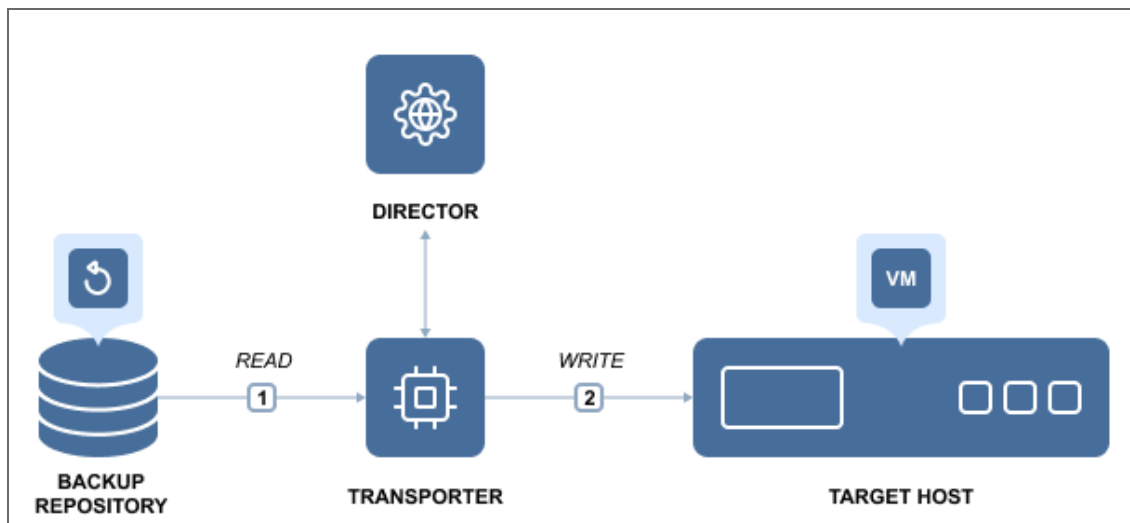 DIRECTOR
VM
READ
WRITE
1
2
BACKUP
REPOSITORY
TRANSPORTER
TARGET HOST